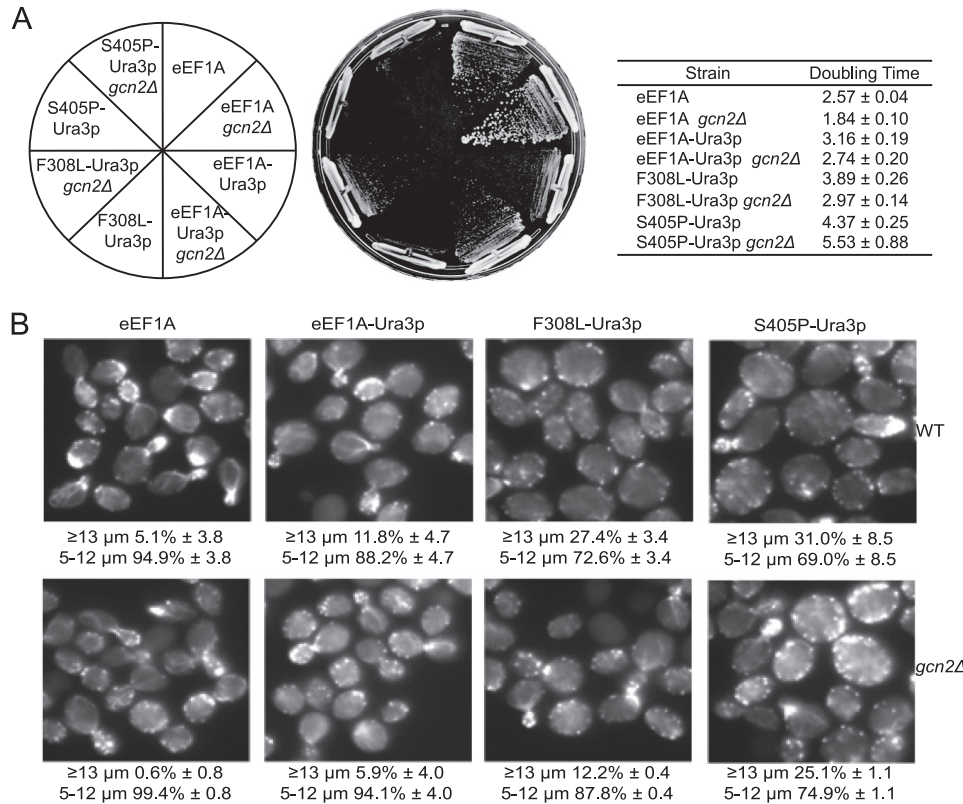 A
S405P-
Ura3p
gcn2Δ
eEF1A
eEF1A
gcn2Δ
eEF1A-
Ura3p
eEF1A-
Ura3p
gcn2Δ
F308L-
Ura3p
F308L-Ura3p
gcn2Δ
S405P-
Ura3p
Strain Doubling Time
eEF1A 2.57 ± 0.04
eEF1A gcn2Δ 1.84 ± 0.10
eEF1A-Ura3p 3.16 ± 0.19
eEF1A-Ura3p gcn2Δ 2.74 ± 0.20
F308L-Ura3p 3.89 ± 0.26
F308L-Ura3p gcn2Δ 2.97 ± 0.14
S405P-Ura3p 4.37 ± 0.25
S405P-Ura3p gcn2Δ 5.53 ± 0.88
B
eEF1A eEF1A-Ura3p F308L-Ura3p S405P-Ura3p
WT
≥13 µm 5.1% ± 3.8 ≥13 µm 11.8% ± 4.7 ≥13 µm 27.4% ± 3.4 ≥13 µm 31.0% ± 8.5
5-12 µm 94.9% ± 3.8 5-12 µm 88.2% ± 4.7 5-12 µm 72.6% ± 3.4 5-12 µm 69.0% ± 8.5
gcn2Δ
≥13 µm 0.6% ± 0.8 ≥13 µm 5.9% ± 4.0 ≥13 µm 12.2% ± 0.4 ≥13 µm 25.1% ± 1.1
5-12 µm 99.4% ± 0.8 5-12 µm 94.1% ± 4.0 5-12 µm 87.8% ± 0.4 5-12 µm 74.9% ± 1.1